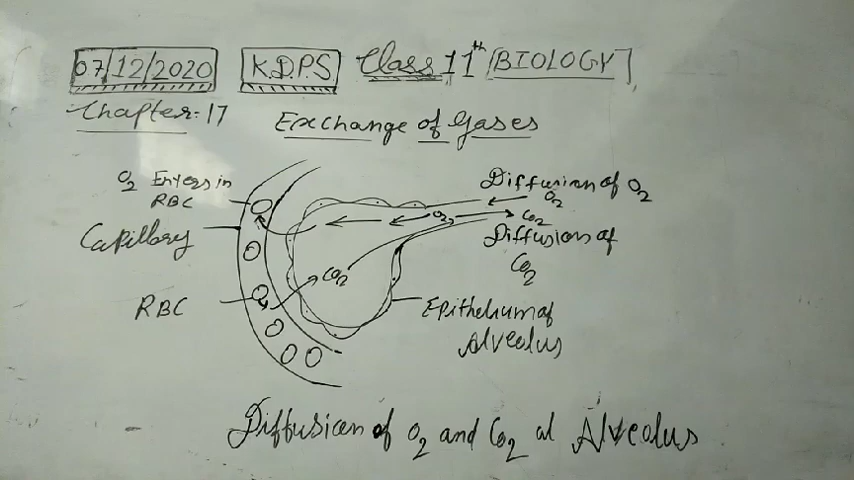 07/12/2020 K.D.P.S Class 11th BIOLOGY
Chapter:-17
Exchange of Gases
O2 Enters in
RBC
Diffusion of O2
O2
O2 CO2
Capillary
Diffusion of
CO2
CO2
RBC
Epithelium of
Alveolus
Diffusion of O2 and CO2 at Alveolus